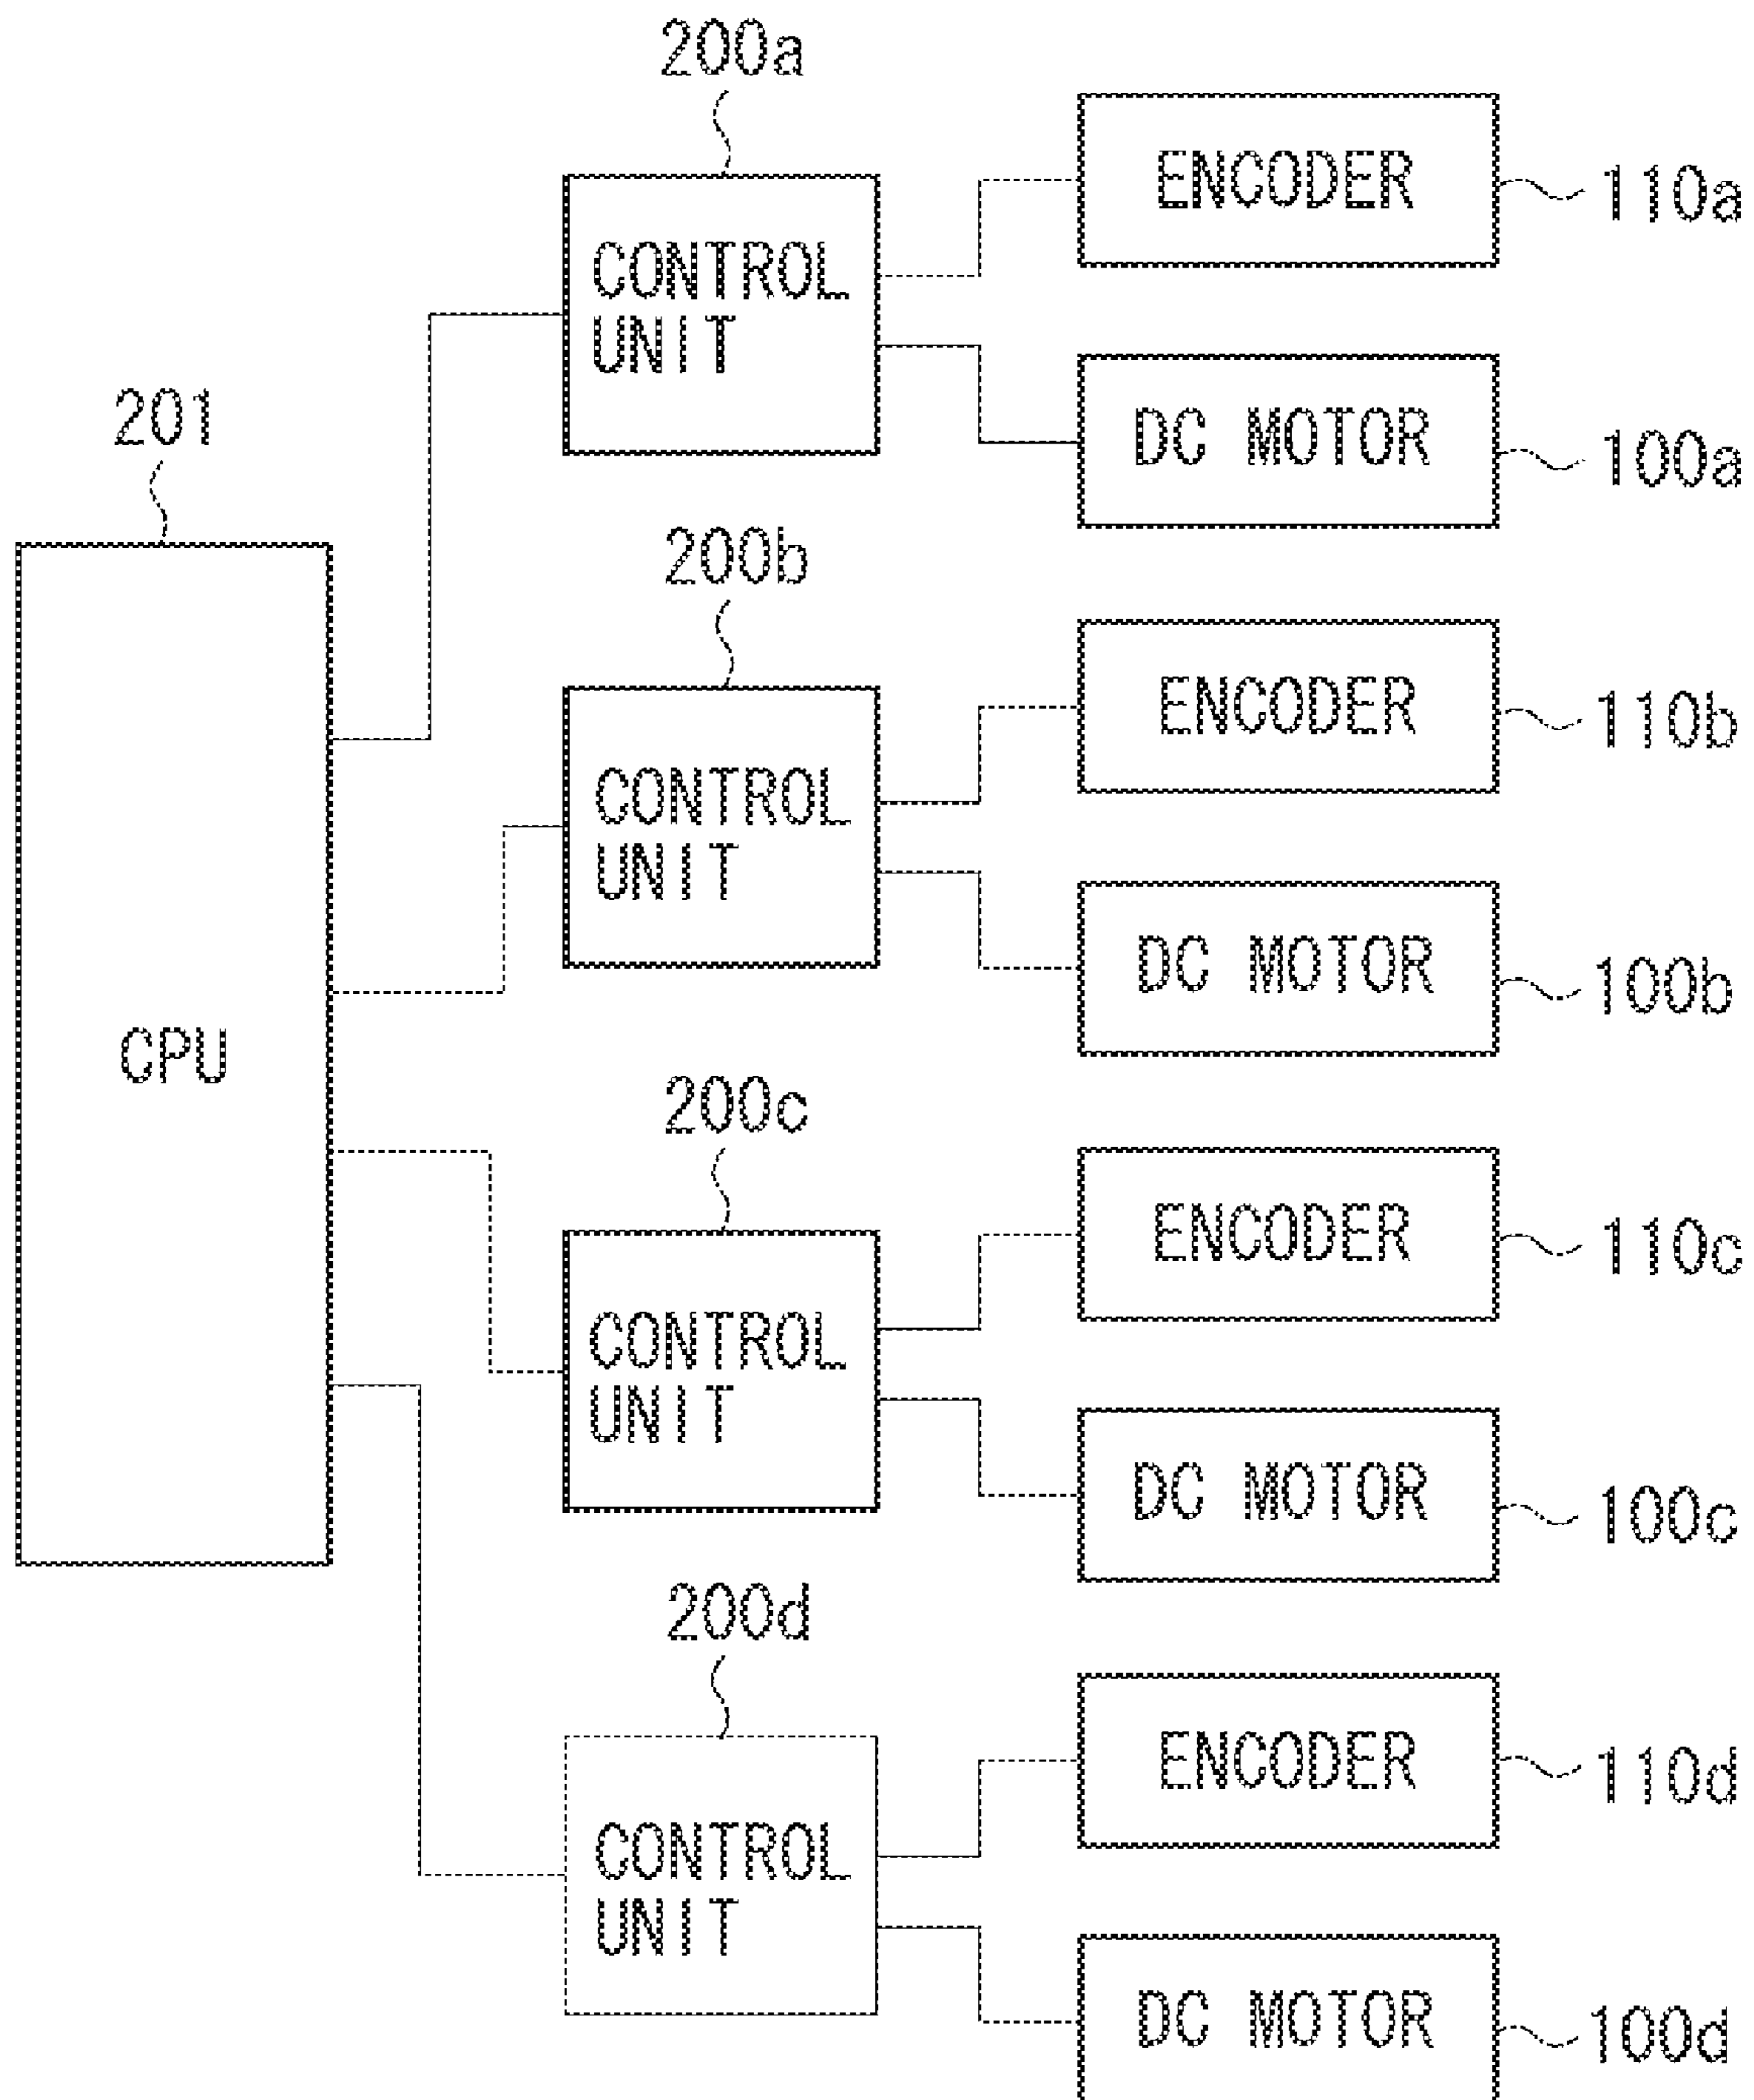 200a
ENCODER
110a
CONTROL
UNIT
DC MOTOR
100a
201
CPU
200b
ENCODER
110b
CONTROL
UNIT
DC MOTOR
100b
200c
ENCODER
110c
CONTROL
UNIT
DC MOTOR
100c
200d
ENCODER
110d
CONTROL
UNIT
DC MOTOR
100d